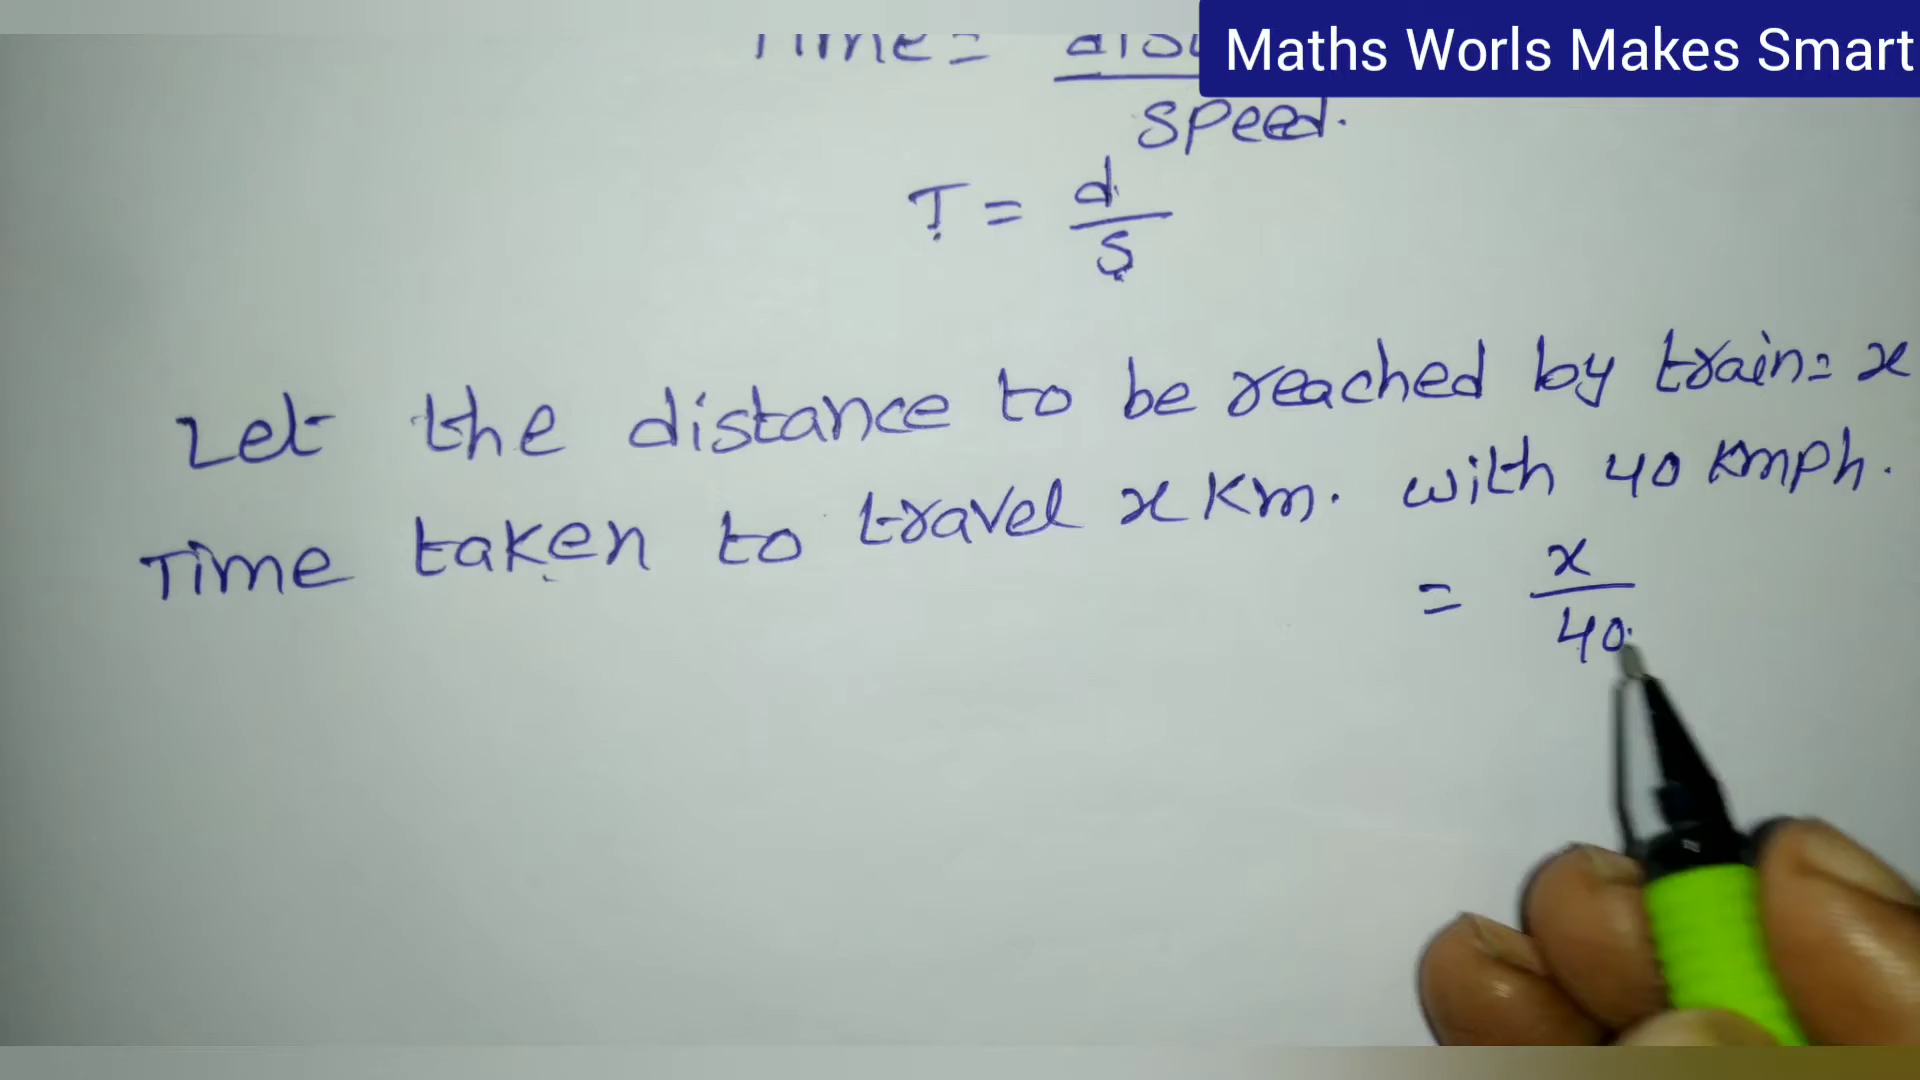 Maths Worls Makes Smart
Time =
speed.
T = d
S
Let the distance to be reached by train = x
Time taken to travel x Km. with 40 Kmph.
= x
40